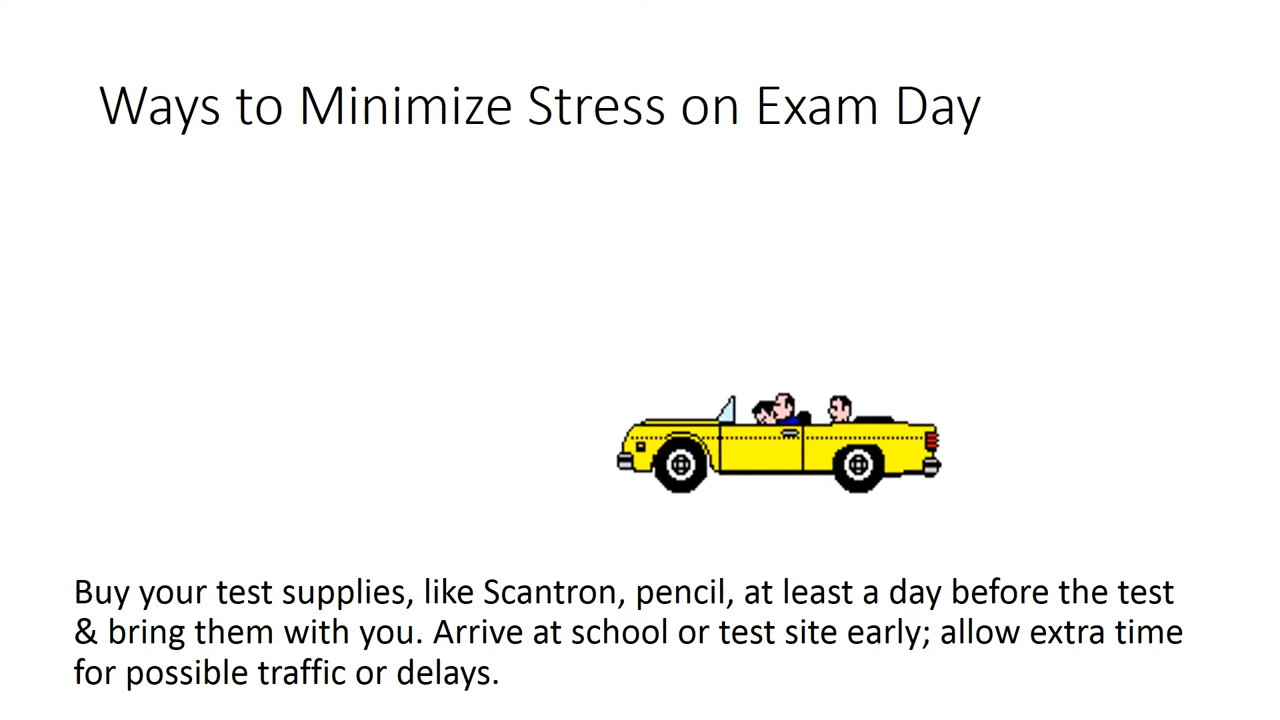 Ways to Minimize Stress on Exam Day
Buy your test supplies, like Scantron, pencil, at least a day before the test
& bring them with you. Arrive at school or test site early; allow extra time
for possible traffic or delays.